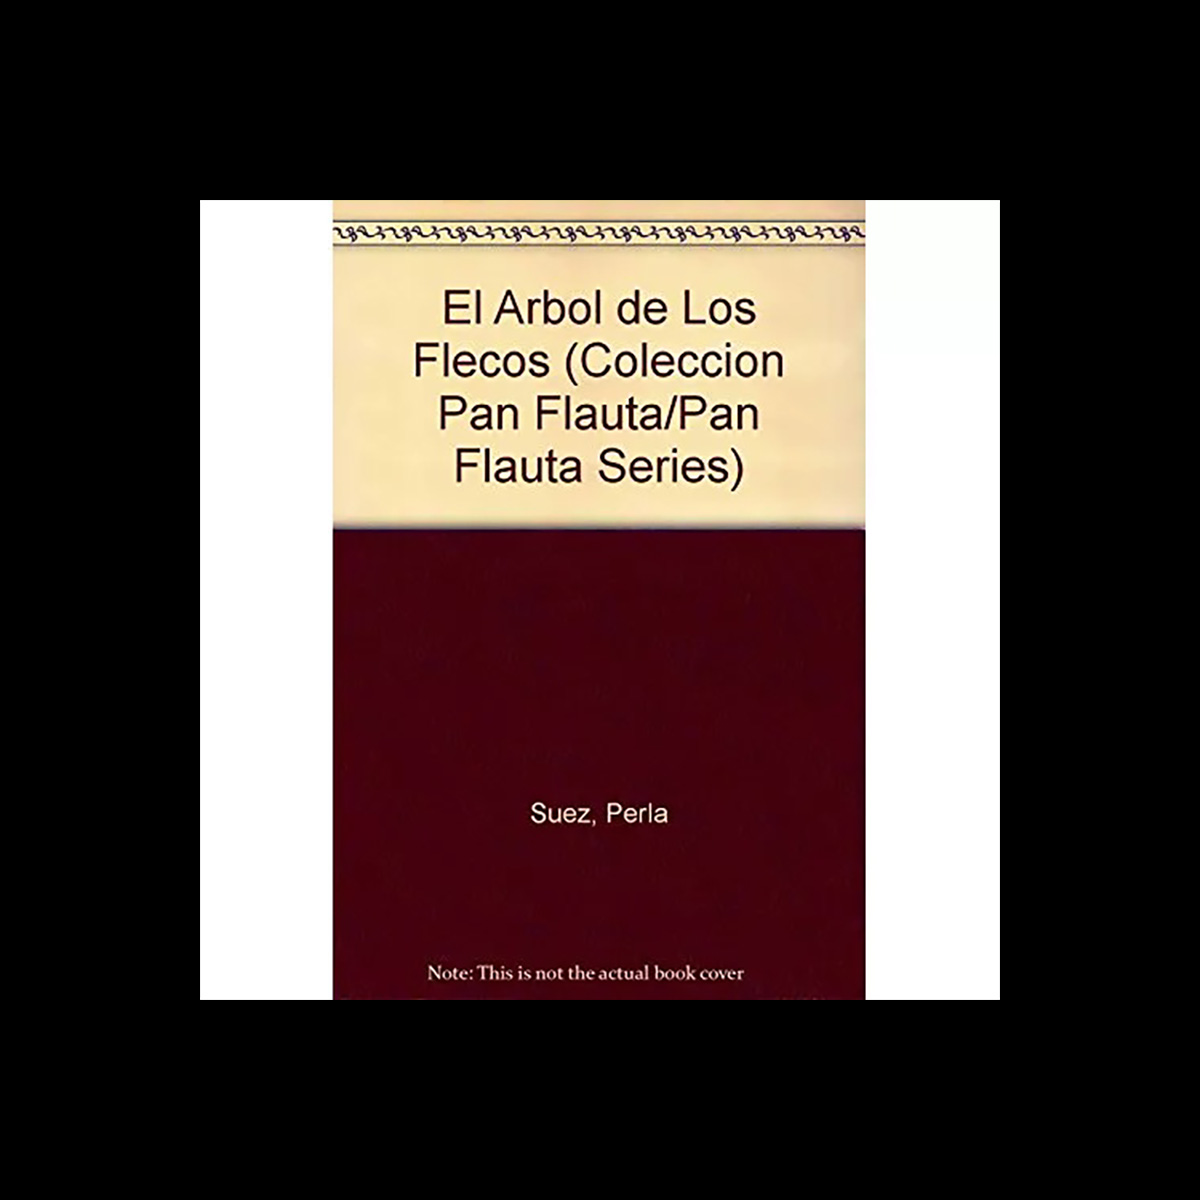 El Arbol de Los
Flecos (Coleccion
Pan Flauta/Pan
Flauta Series)
Suez, Perla
Note: This is not the actual book cover